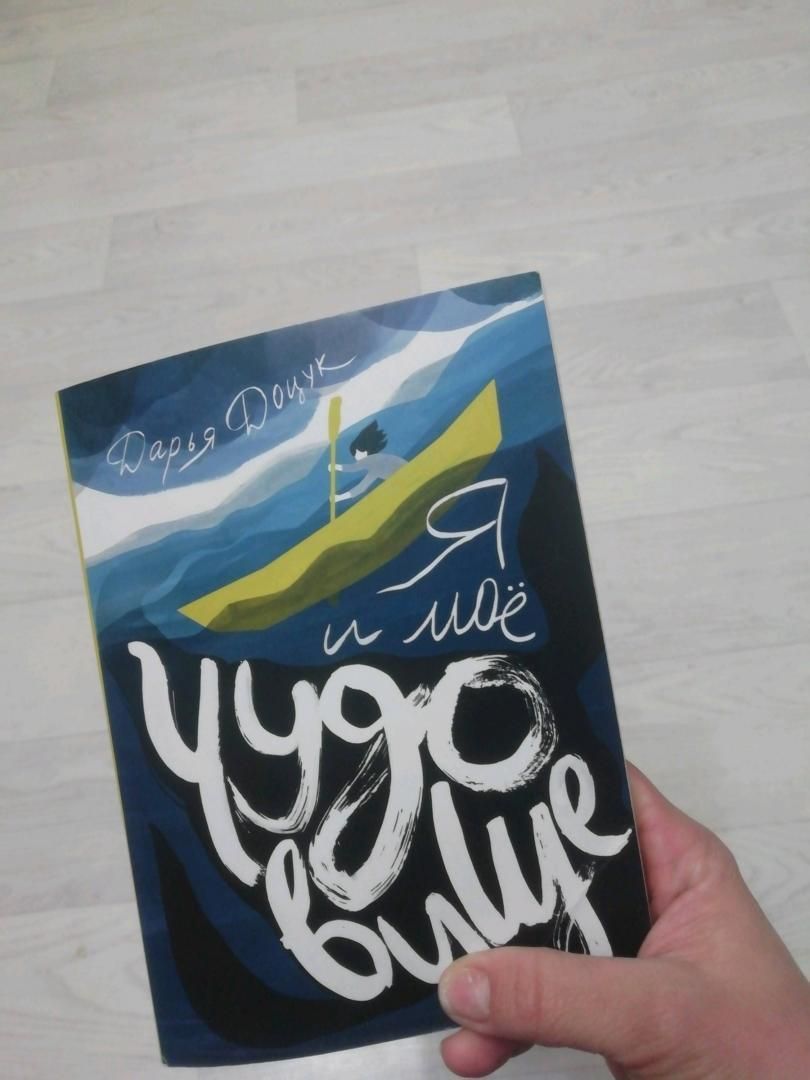 Дарья Доцук
Я
и моё
чудо
вище